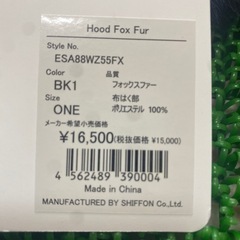 Hood Fox Fur
Style No.
ESA88WZ55FX
Color
BK1
品質
フォックスファー
Size
ONE
布はく部
ポリエステル 100%
メーカー希望小売価格
¥16,500 (税抜価格 ¥15,000)
4 562489 390004
Made in China
MANUFACTURED BY SHIFFON Co.,Ltd.